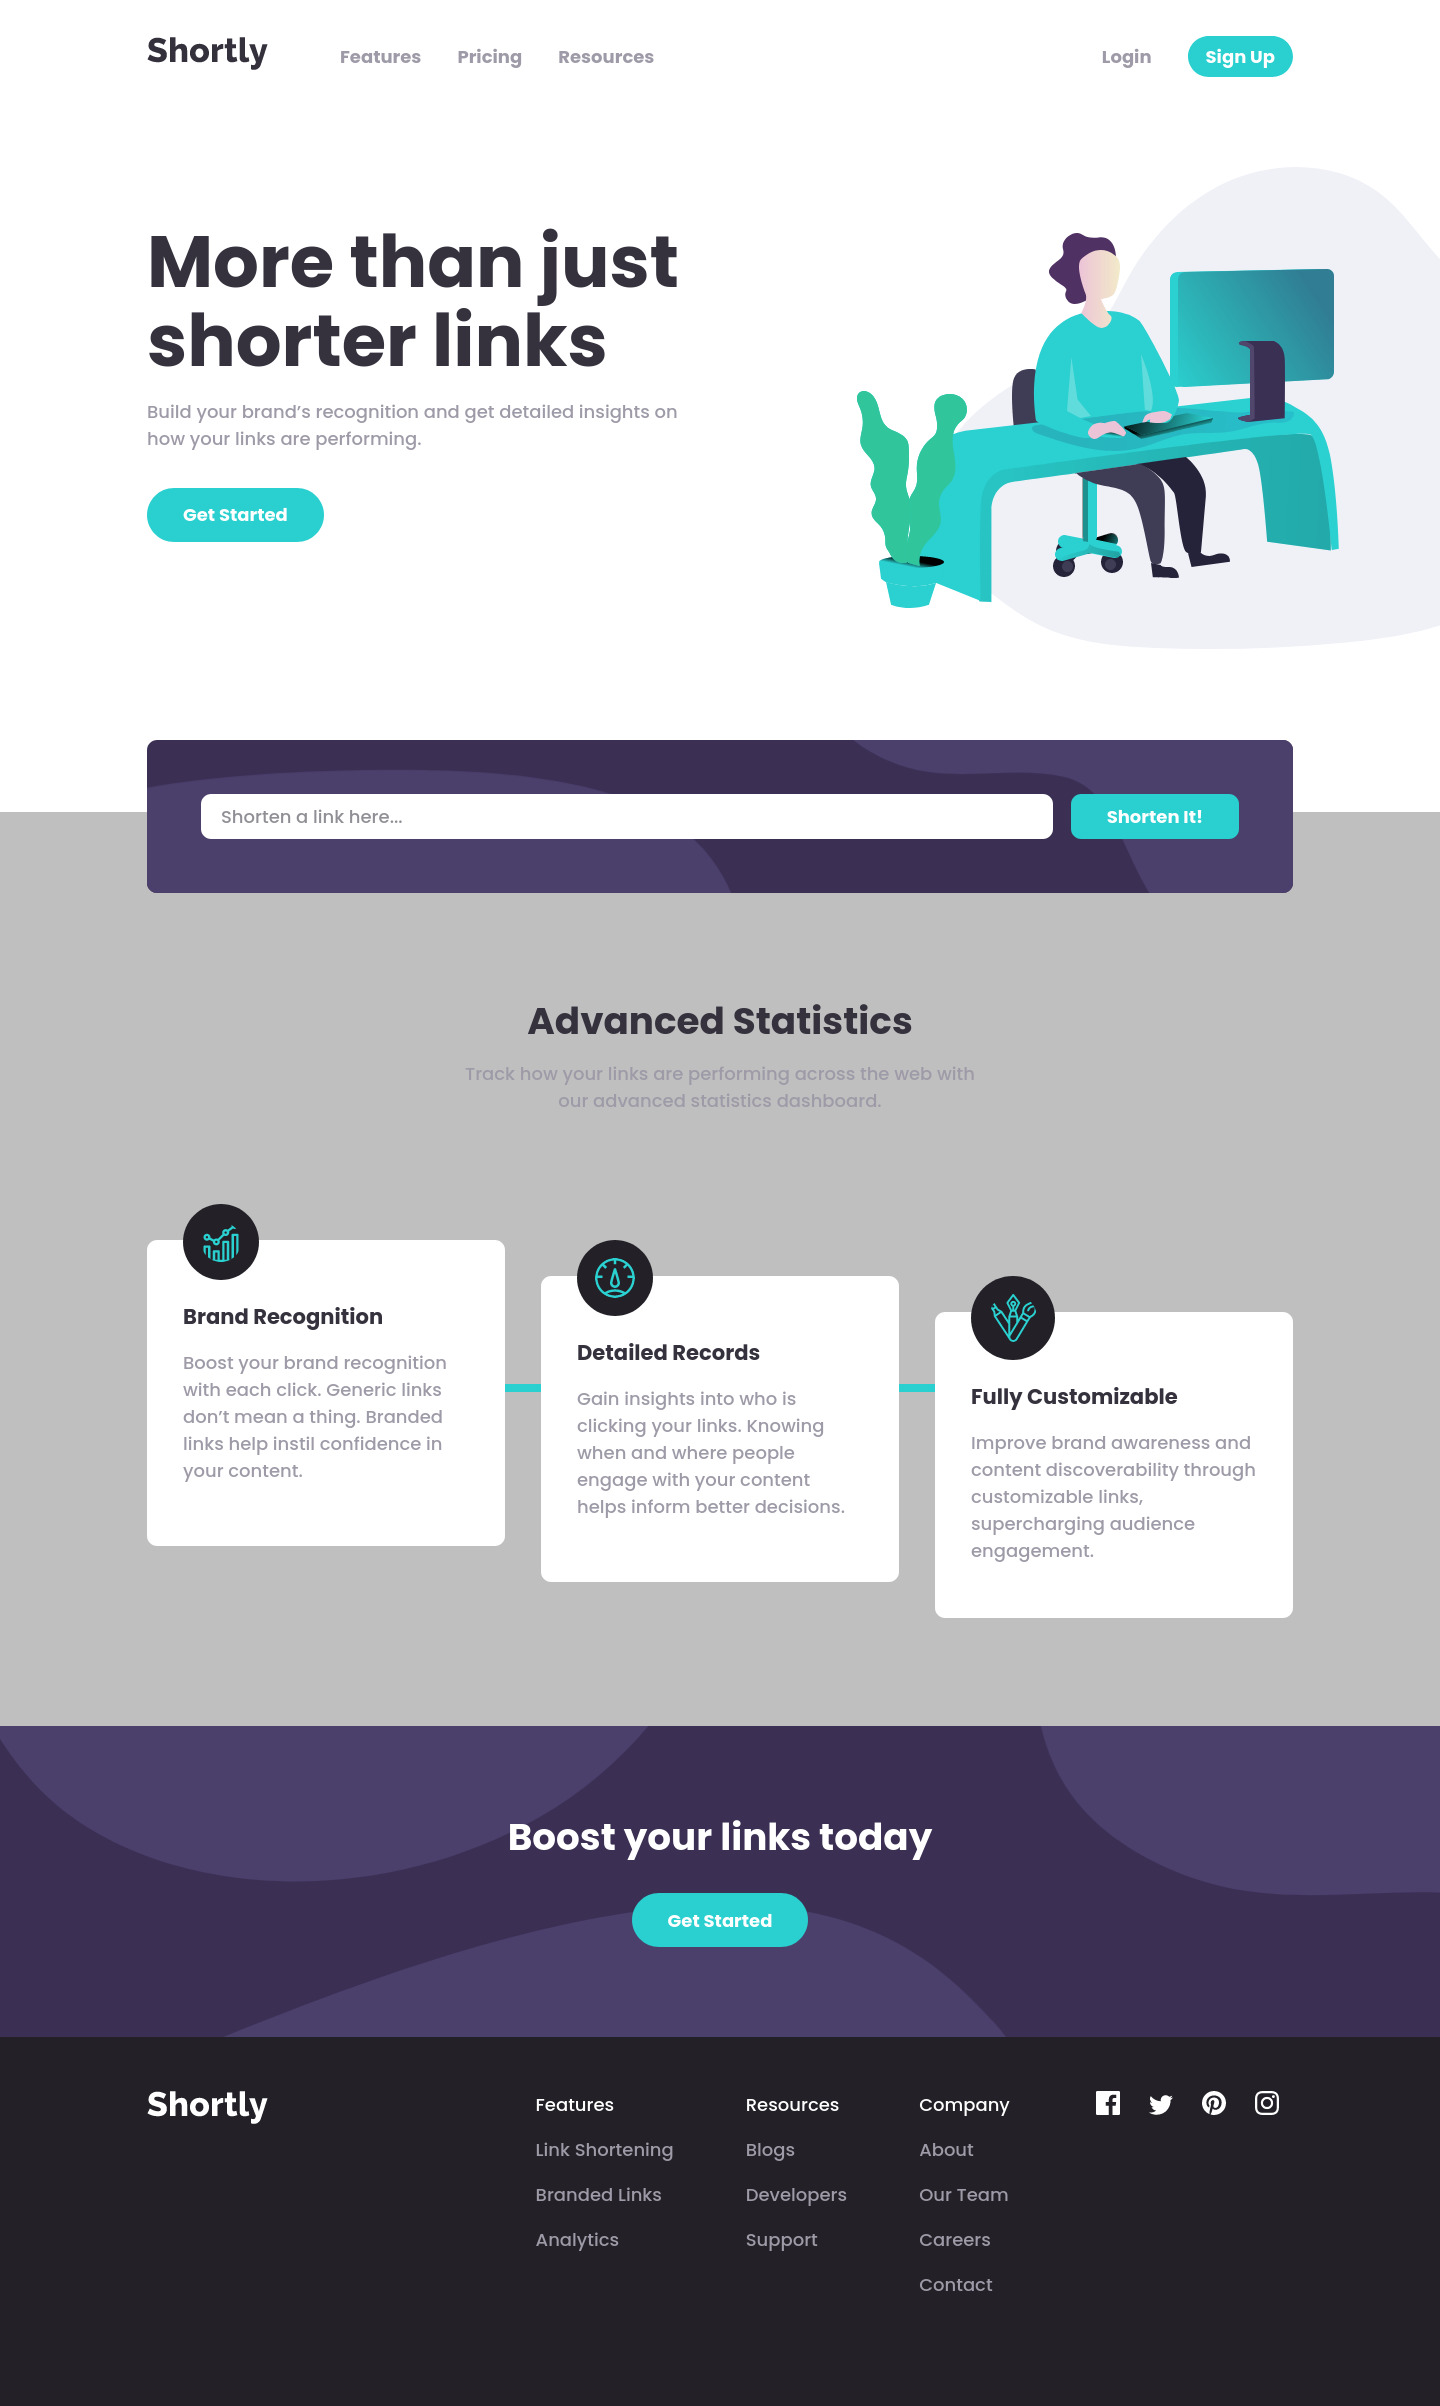 Shortly
Features
Pricing
Resources
Login
Sign Up
More than just
shorter links
Build your brand’s recognition and get detailed insights on
how your links are performing.
Get Started
Shorten a link here...
Shorten It!
Advanced Statistics
Track how your links are performing across the web with
our advanced statistics dashboard.
Brand Recognition
Boost your brand recognition
with each click. Generic links
don’t mean a thing. Branded
links help instil confidence in
your content.
Detailed Records
Gain insights into who is
clicking your links. Knowing
when and where people
engage with your content
helps inform better decisions.
Fully Customizable
Improve brand awareness and
content discoverability through
customizable links,
supercharging audience
engagement.
Boost your links today
Get Started
Shortly
Features
Link Shortening
Branded Links
Analytics
Resources
Blogs
Developers
Support
Company
About
Our Team
Careers
Contact